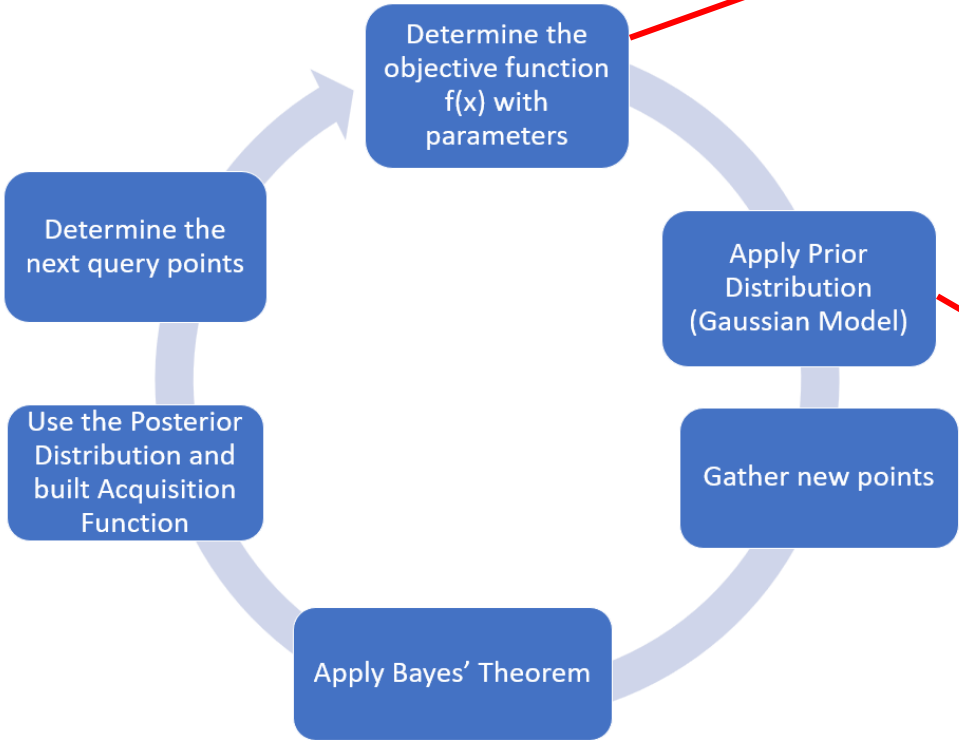 Determine the
objective function
f(x) with
parameters
Apply Prior
Distribution
(Gaussian Model)
Gather new points
Apply Bayes’ Theorem
Use the Posterior
Distribution and
built Acquisition
Function
Determine the
next query points